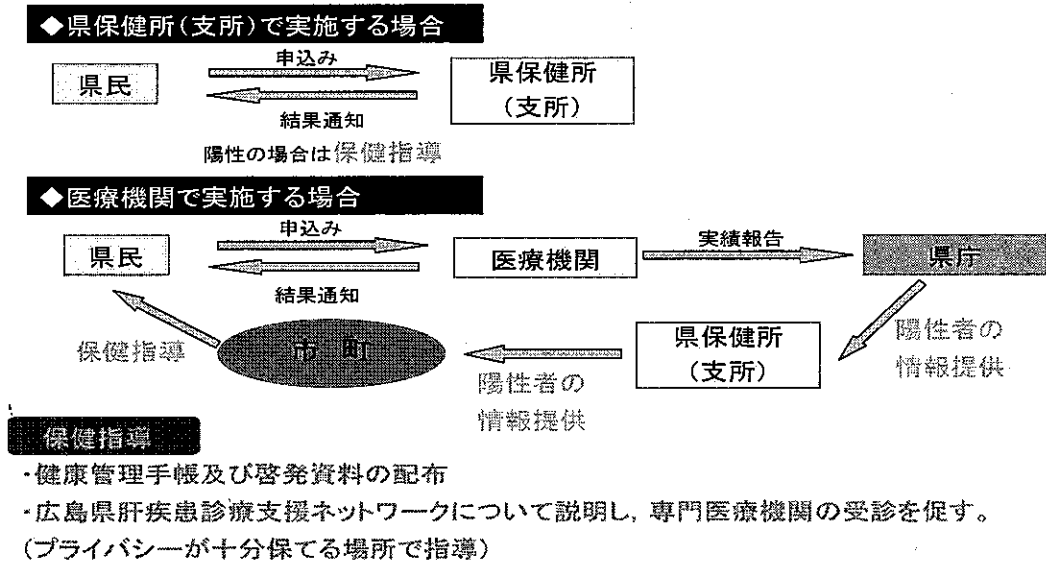 ◆県保健所(支所)で実施する場合
県民
申込み
結果通知
県保健所
(支所)
陽性の場合は保健指導
◆医療機関で実施する場合
県民
申込み
結果通知
医療機関
実績報告
県庁
陽性者の
情報提供
県保健所
(支所)
陽性者の
情報提供
市 町
保健指導
保健指導
・健康管理手帳及び啓発資料の配布
・広島県肝疾患診療支援ネットワークについて説明し, 専門医療機関の受診を促す。
(プライバシーが十分保てる場所で指導)